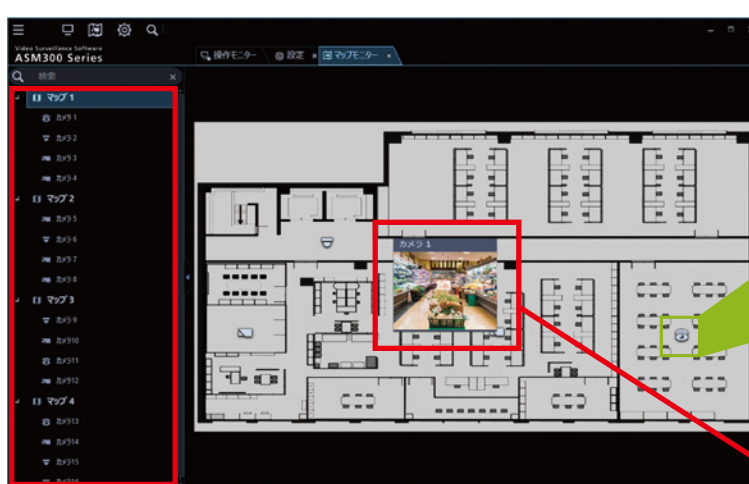 Video Surveillance Software
ASM300 Series
操作モニター
設定
マップモニター
検索
マップ 1
カメラ 1
カメラ 2
カメラ 3
カメラ 4
マップ 2
カメラ 5
カメラ 6
カメラ 7
カメラ 8
マップ 3
カメラ 9
カメラ10
カメラ11
カメラ12
マップ 4
カメラ13
カメラ14
カメラ15
カメラ 1